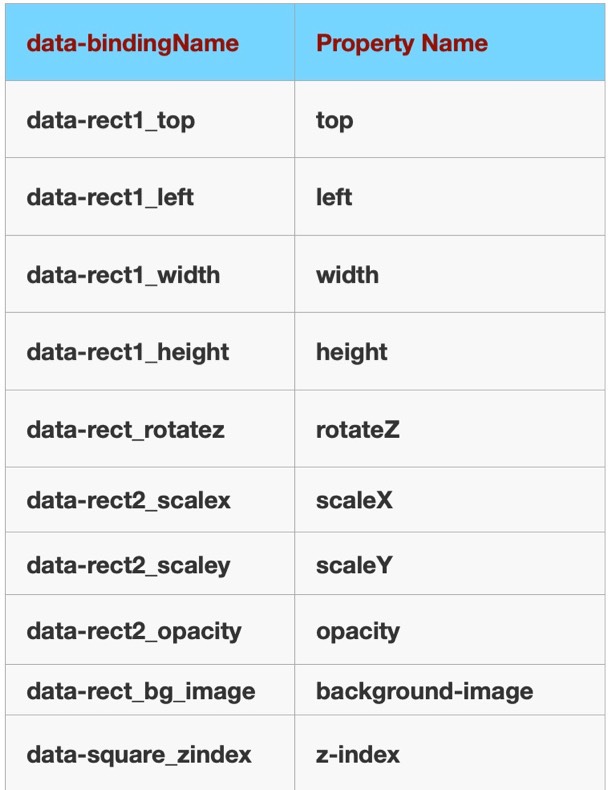 data-bindingName Property Name
data-rect1_top top
data-rect1_left left
data-rect1_width width
data-rect1_height height
data-rect_rotatez rotateZ
data-rect2_scalex scaleX
data-rect2_scaley scaleY
data-rect2_opacity opacity
data-rect_bg_image background-image
data-square_zindex z-index